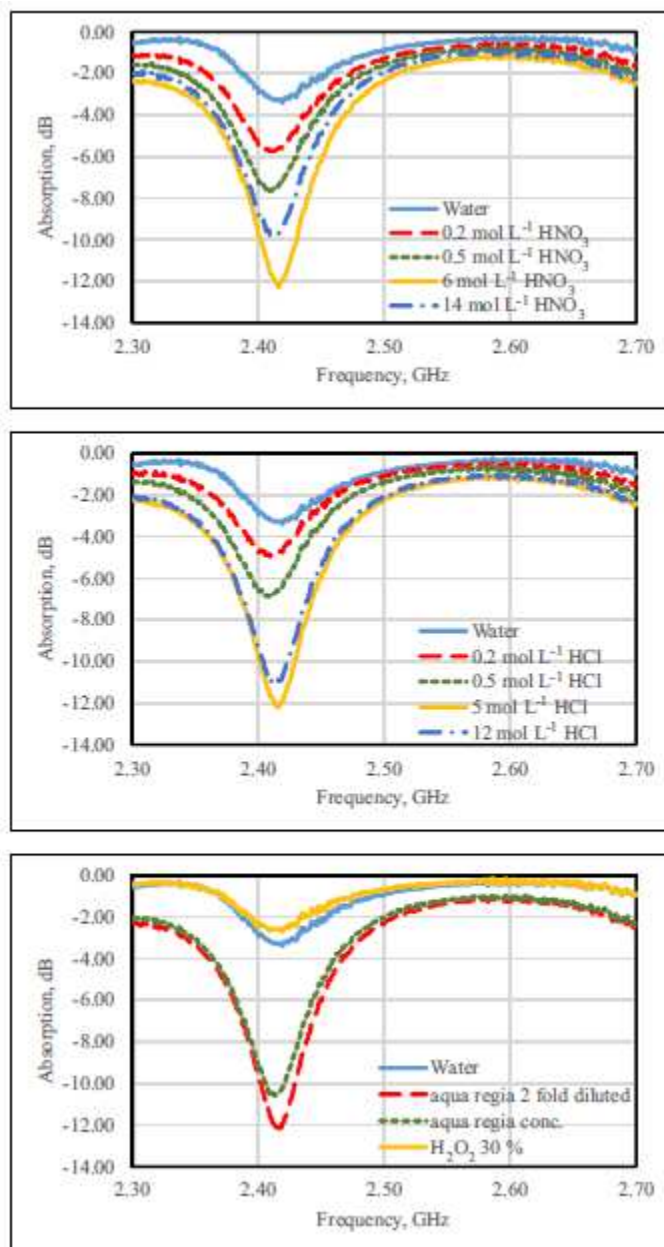 0.00
-2.00
-4.00
-6.00
-8.00
-10.00
-12.00
-14.00
Absorption, dB
Water
0.2 mol L⁻¹ HNO₃
0.5 mol L⁻¹ HNO₃
6 mol L⁻¹ HNO₃
14 mol L⁻¹ HNO₃
2.30 2.40 2.50 2.60 2.70
Frequency, GHz
0.00
-2.00
-4.00
-6.00
-8.00
-10.00
-12.00
-14.00
Absorption, dB
Water
0.2 mol L⁻¹ HCl
0.5 mol L⁻¹ HCl
5 mol L⁻¹ HCl
12 mol L⁻¹ HCl
2.30 2.40 2.50 2.60 2.70
Frequency, GHz
0.00
-2.00
-4.00
-6.00
-8.00
-10.00
-12.00
-14.00
Absorption, dB
Water
aqua regia 2 fold diluted
aqua regia conc.
H₂O₂ 30 %
2.30 2.40 2.50 2.60 2.70
Frequency, GHz